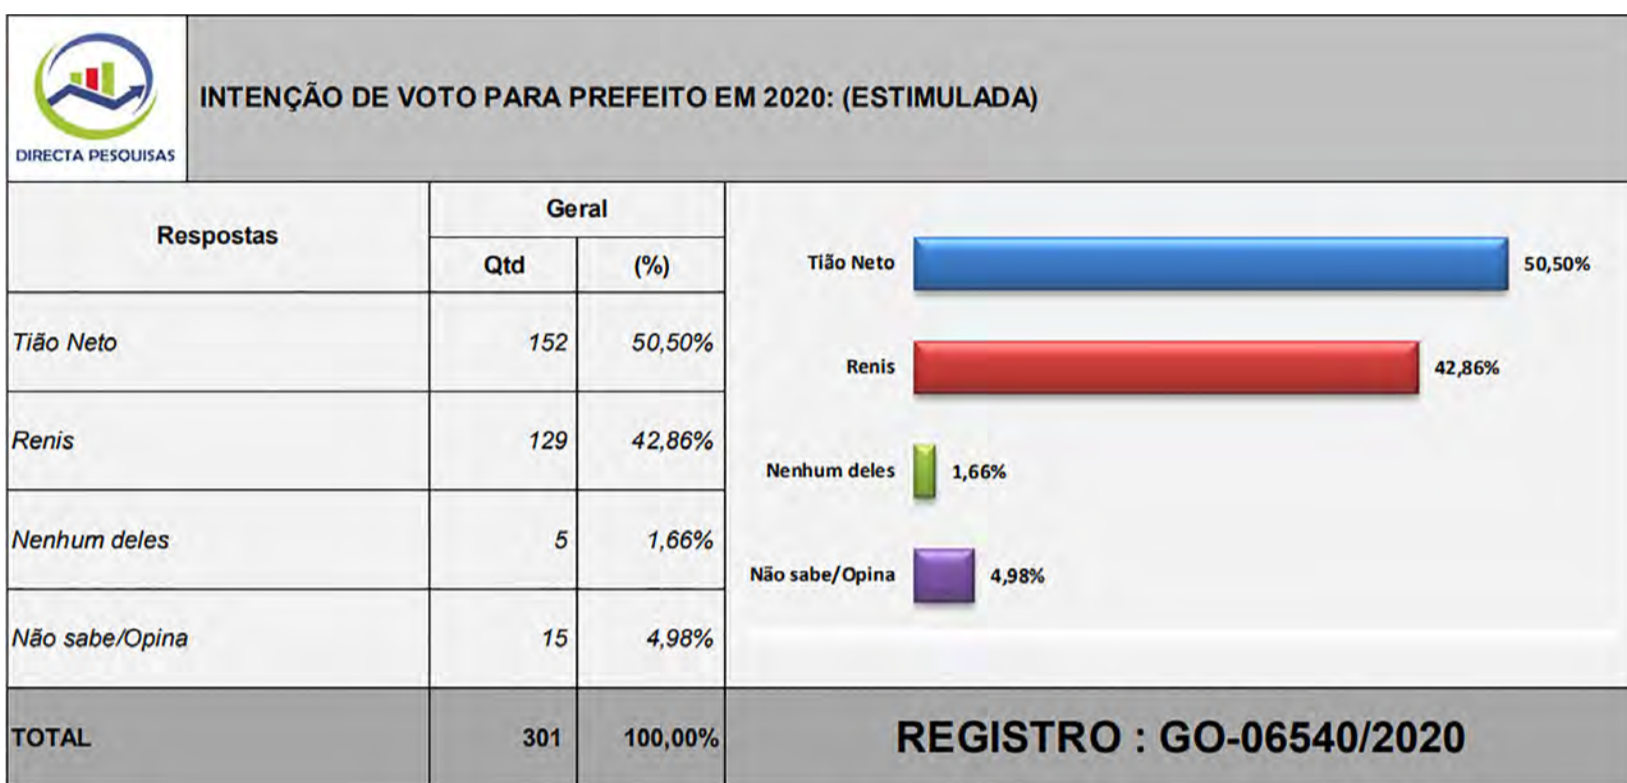 DIRECTA PESQUISAS
INTENÇÃO DE VOTO PARA PREFEITO EM 2020: (ESTIMULADA)
Respostas
Geral
Qtd (%)
Tião Neto 152 50,50%
Renis 129 42,86%
Nenhum deles 5 1,66%
Não sabe/Opina 15 4,98%
TOTAL 301 100,00%
Tião Neto 50,50%
Renis 42,86%
Nenhum deles 1,66%
Não sabe/Opina 4,98%
REGISTRO : GO-06540/2020